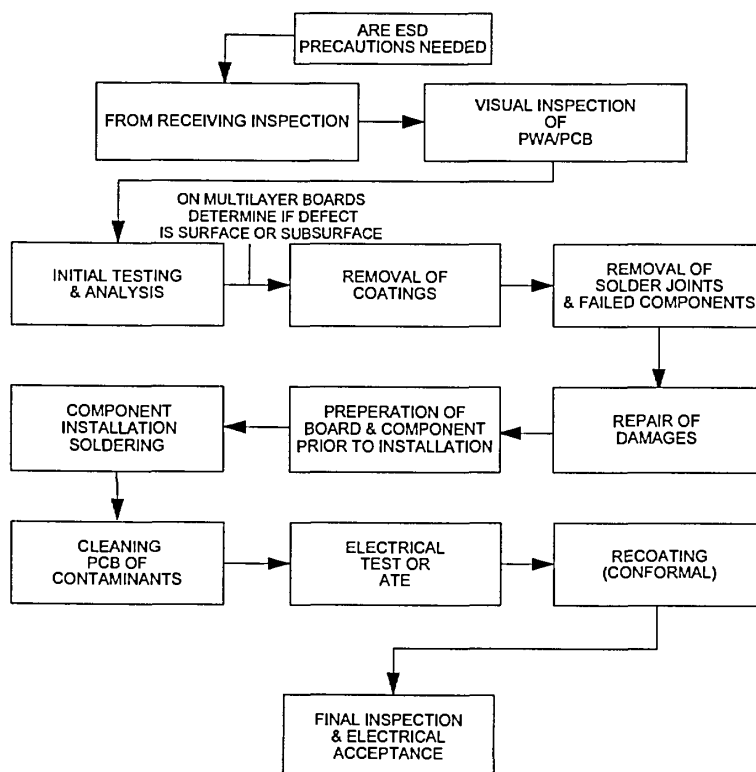 ARE ESD
PRECAUTIONS NEEDED
FROM RECEIVING INSPECTION
VISUAL INSPECTION
OF
PWA/PCB
ON MULTILAYER BOARDS
DETERMINE IF DEFECT
IS SURFACE OR SUBSURFACE
INITIAL TESTING
& ANALYSIS
REMOVAL OF
COATINGS
REMOVAL OF
SOLDER JOINTS
& FAILED COMPONENTS
COMPONENT
INSTALLATION
SOLDERING
PREPERATION OF
BOARD & COMPONENT
PRIOR TO INSTALLATION
REPAIR OF
DAMAGES
CLEANING
PCB OF
CONTAMINANTS
ELECTRICAL
TEST OR
ATE
RECOATING
(CONFORMAL)
FINAL INSPECTION
& ELECTRICAL
ACCEPTANCE